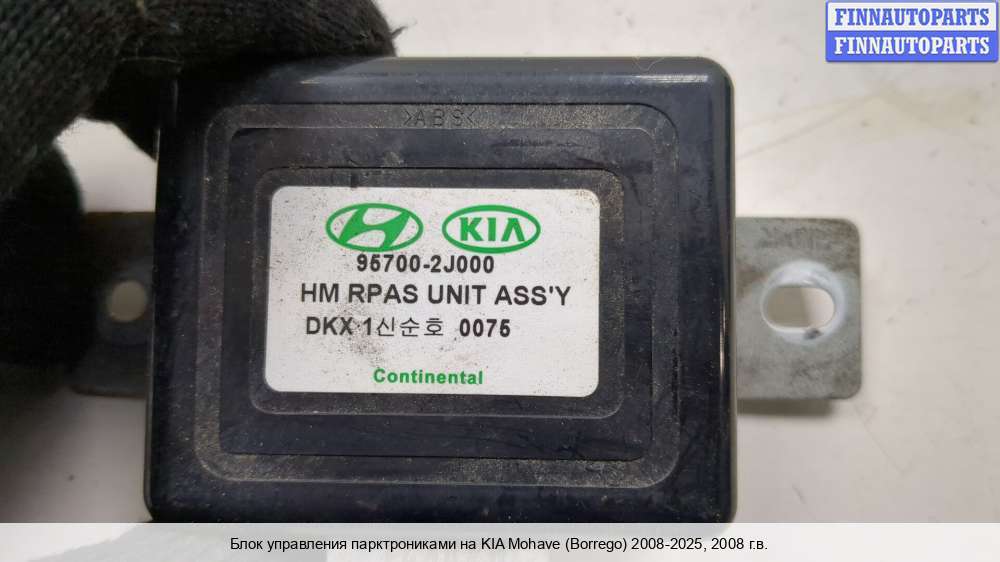 FINNAUTOPARTS
FINNAUTOPARTS
>ABS<
KIA
95700-2J000
HM RPAS UNIT ASS'Y
DKX 1신순호 0075
Continental
Блок управления парктрониками на KIA Mohave (Borrego) 2008-2025, 2008 г.в.